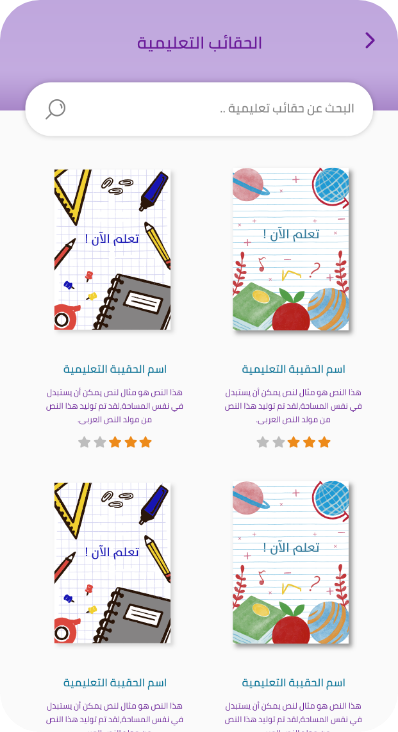 الحقائب التعليمية
البحث عن حقائب تعليمية ..
تعلم الآن !
تعلم الآن !
اسم الحقيبة التعليمية
هذا النص هو مثال لنص يمكن أن يستبدل
في نفس المساحة,لقد تم توليد هذا النص
من مولد النص العربى.
اسم الحقيبة التعليمية
هذا النص هو مثال لنص يمكن أن يستبدل
في نفس المساحة,لقد تم توليد هذا النص
من مولد النص العربى.
تعلم الآن !
تعلم الآن !
اسم الحقيبة التعليمية
هذا النص هو مثال لنص يمكن أن يستبدل
في نفس المساحة,لقد تم توليد هذا النص
اسم الحقيبة التعليمية
هذا النص هو مثال لنص يمكن أن يستبدل
في نفس المساحة,لقد تم توليد هذا النص